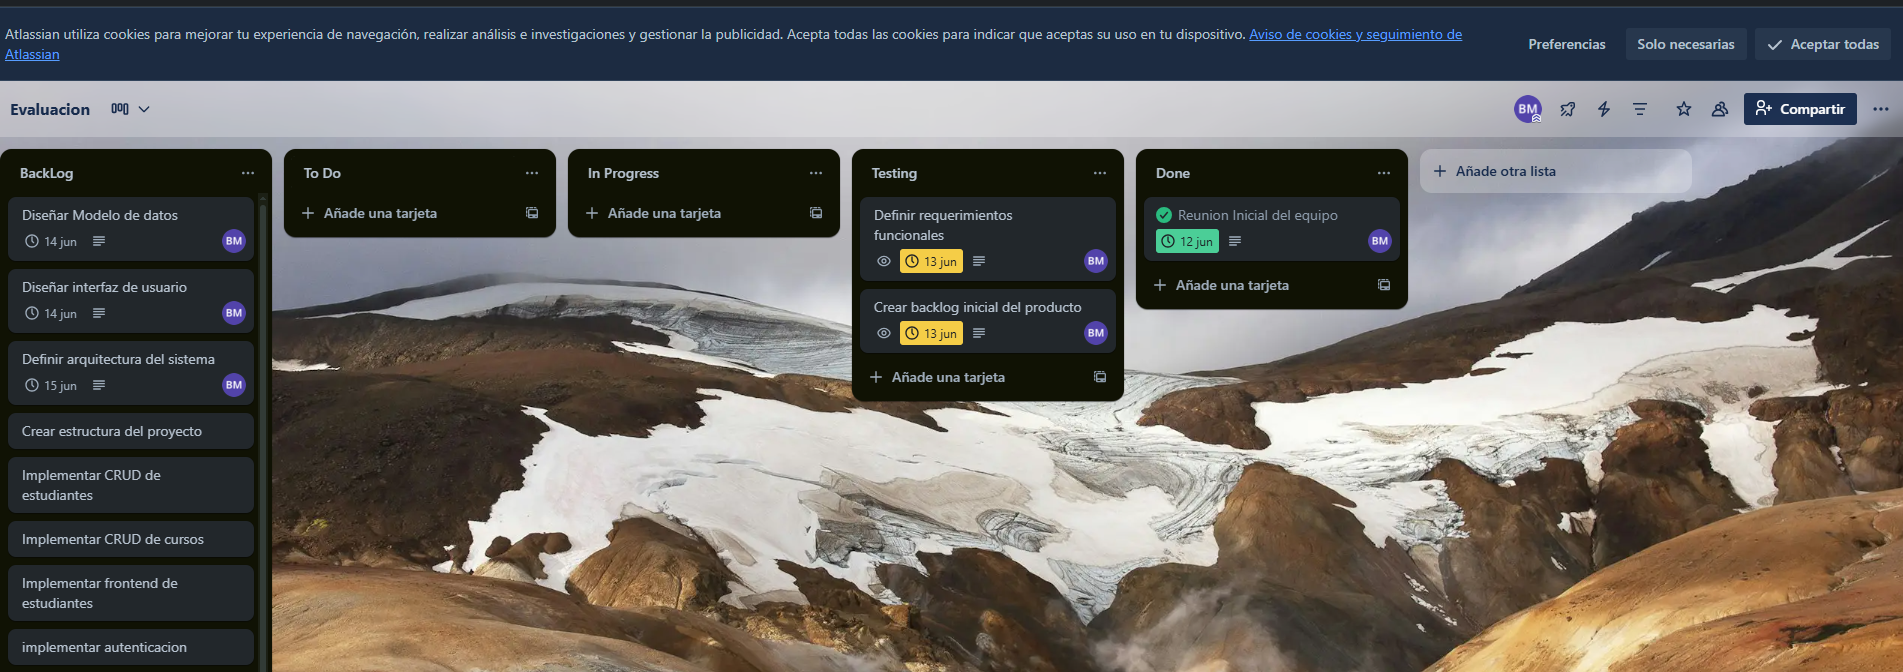 Atlassian utiliza cookies para mejorar tu experiencia de navegación, realizar análisis e investigaciones y gestionar la publicidad. Acepta todas las cookies para indicar que aceptas su uso en tu dispositivo. Aviso de cookies y seguimiento de
Atlassian
Preferencias
Solo necesarias
Aceptar todas
Evaluacion
BM
Compartir
BackLog
Diseñar Modelo de datos
14 jun
BM
Diseñar interfaz de usuario
14 jun
BM
Definir arquitectura del sistema
15 jun
BM
Crear estructura del proyecto
Implementar CRUD de
estudiantes
Implementar CRUD de cursos
Implementar frontend de
estudiantes
implementar autenticacion
To Do
Añade una tarjeta
In Progress
Añade una tarjeta
Testing
Definir requerimientos
funcionales
13 jun
BM
Crear backlog inicial del producto
13 jun
BM
Añade una tarjeta
Done
Reunion Inicial del equipo
12 jun
BM
Añade una tarjeta
Añade otra lista